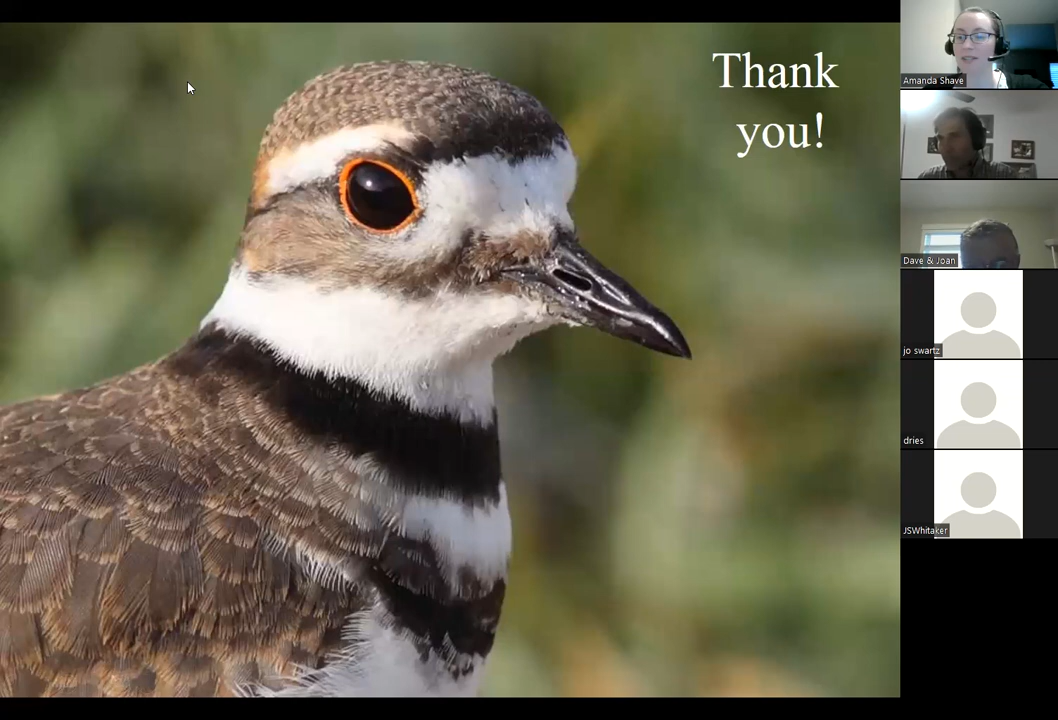 Thank
you!
Amanda Shave
Dave & Joan
jo swartz
dries
JSWhitaker